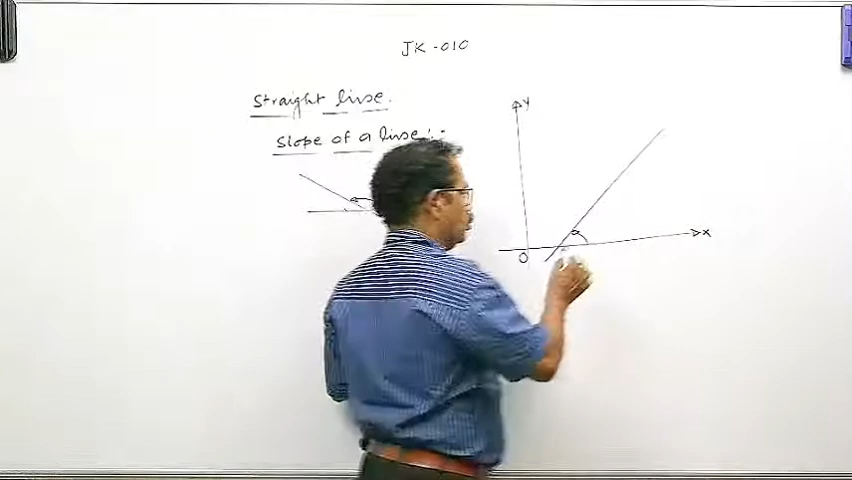 JK-010
Straight line.
Slope of a line:-
Y
X
O